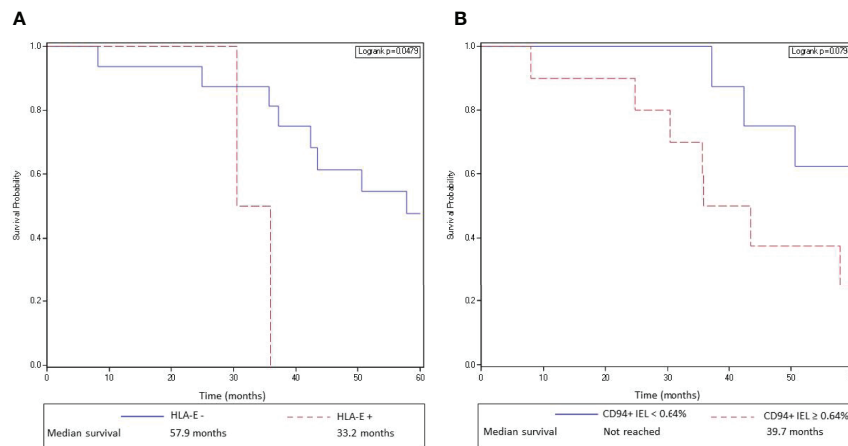 A
Logrank p=0.0479
Survival Probability
1.0
0.8
0.6
0.4
0.2
0.0
0
10
20
30
40
50
60
Time (months)
HLA-E -
HLA-E +
Median survival
57.9 months
33.2 months
B
Logrank p=0.079
Survival Probability
1.0
0.8
0.6
0.4
0.2
0.0
0
10
20
30
40
50
Time (months)
CD94+ IEL < 0.64%
CD94+ IEL ≥ 0.64%
Median survival
Not reached
39.7 months